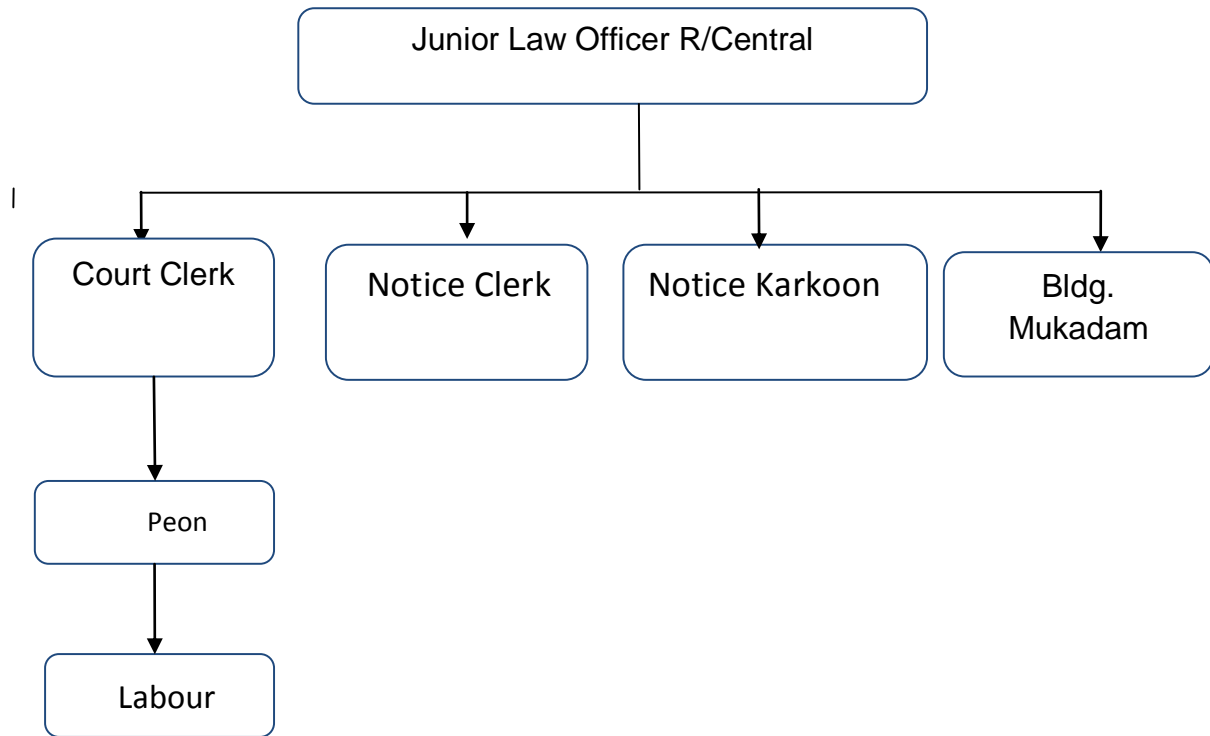 Junior Law Officer R/Central
Court Clerk
Notice Clerk
Notice Karkoon
Bldg.
Mukadam
Peon
Labour